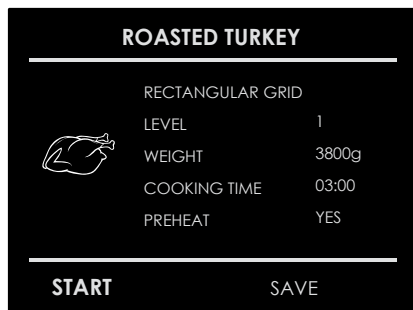 ROASTED TURKEY
RECTANGULAR GRID
LEVEL 1
WEIGHT 3800g
COOKING TIME 03:00
PREHEAT YES
START SAVE